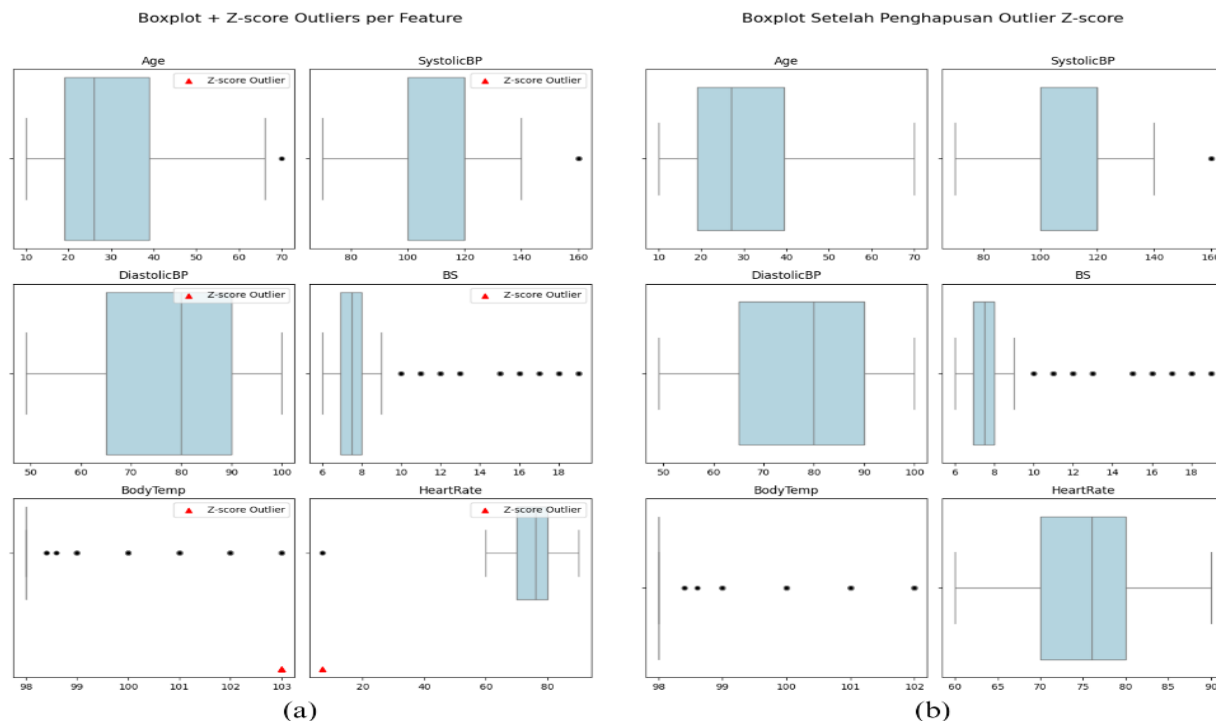 Boxplot + Z-score Outliers per Feature
Age
Z-score Outlier
10 20 30 40 50 60 70
SystolicBP
Z-score Outlier
80 100 120 140 160
DiastolicBP
Z-score Outlier
50 60 70 80 90 100
BS
Z-score Outlier
6 8 10 12 14 16 18
BodyTemp
98 99 100 101 102 103
HeartRate
Z-score Outlier
Z-score Outlier
20 40 60 80
(a)
Boxplot Setelah Penghapusan Outlier Z-score
Age
10 20 30 40 50 60 70
SystolicBP
80 100 120 140 160
DiastolicBP
50 60 70 80 90 100
BS
6 8 10 12 14 16 18
BodyTemp
98 99 100 101 102
HeartRate
60 65 70 75 80 85 90
(b)